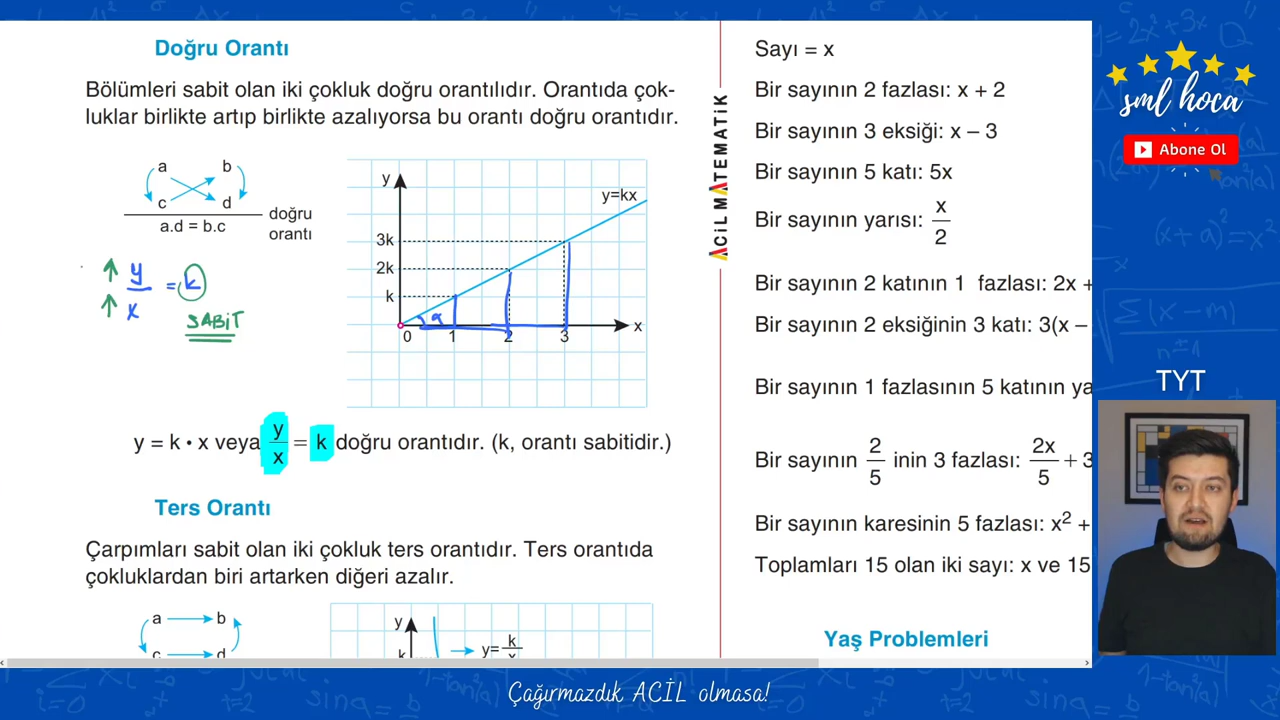 Doğru Orantı
Bölümleri sabit olan iki çokluk doğru orantılıdır. Orantıda çok-
luklar birlikte artıp birlikte azalıyorsa bu orantı doğru orantıdır.
a b
c d
a.d = b.c
doğru
orantı
y/x = k
SABİT
y
y=kx
3k
2k
k
α
0 1 2 3 x
y = k • x veya y/x = k doğru orantıdır. (k, orantı sabitidir.)
Ters Orantı
Çarpımları sabit olan iki çokluk ters orantıdır. Ters orantıda
çokluklardan biri artarken diğeri azalır.
a b
c d
y
k
y=k/x
ACİL MATEMATİK
Sayı = x
Bir sayının 2 fazlası: x + 2
Bir sayının 3 eksiği: x – 3
Bir sayının 5 katı: 5x
Bir sayının yarısı: x/2
Bir sayının 2 katının 1 fazlası: 2x +
Bir sayının 2 eksiğinin 3 katı: 3(x –
Bir sayının 1 fazlasının 5 katının ya
Bir sayının 2/5 inin 3 fazlası: 2x/5 + 3
Bir sayının karesinin 5 fazlası: x² +
Toplamları 15 olan iki sayı: x ve 15
Yaş Problemleri
sml hoca
Abone Ol
TYT
Çağırmazdık ACİL olmasa!